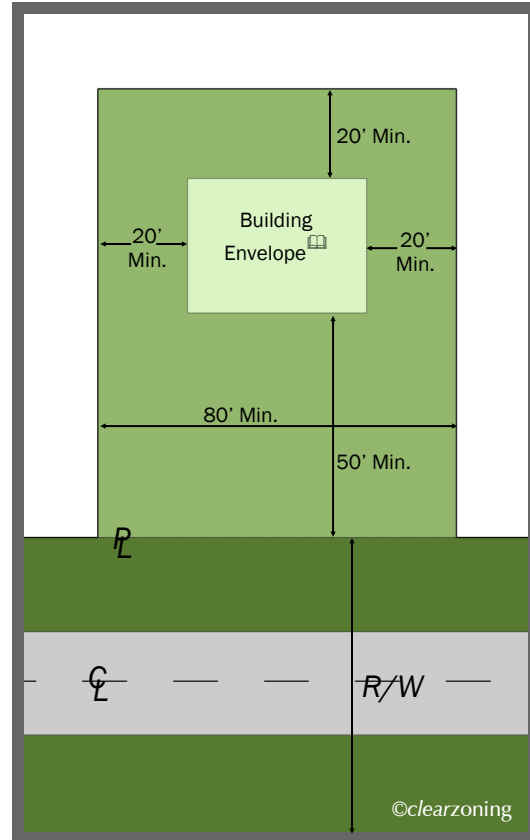 20’ Min.
Building
Envelope
20’
Min.
20’
Min.
80’ Min.
50’ Min.
PL
CL
R/W
©clearzoning